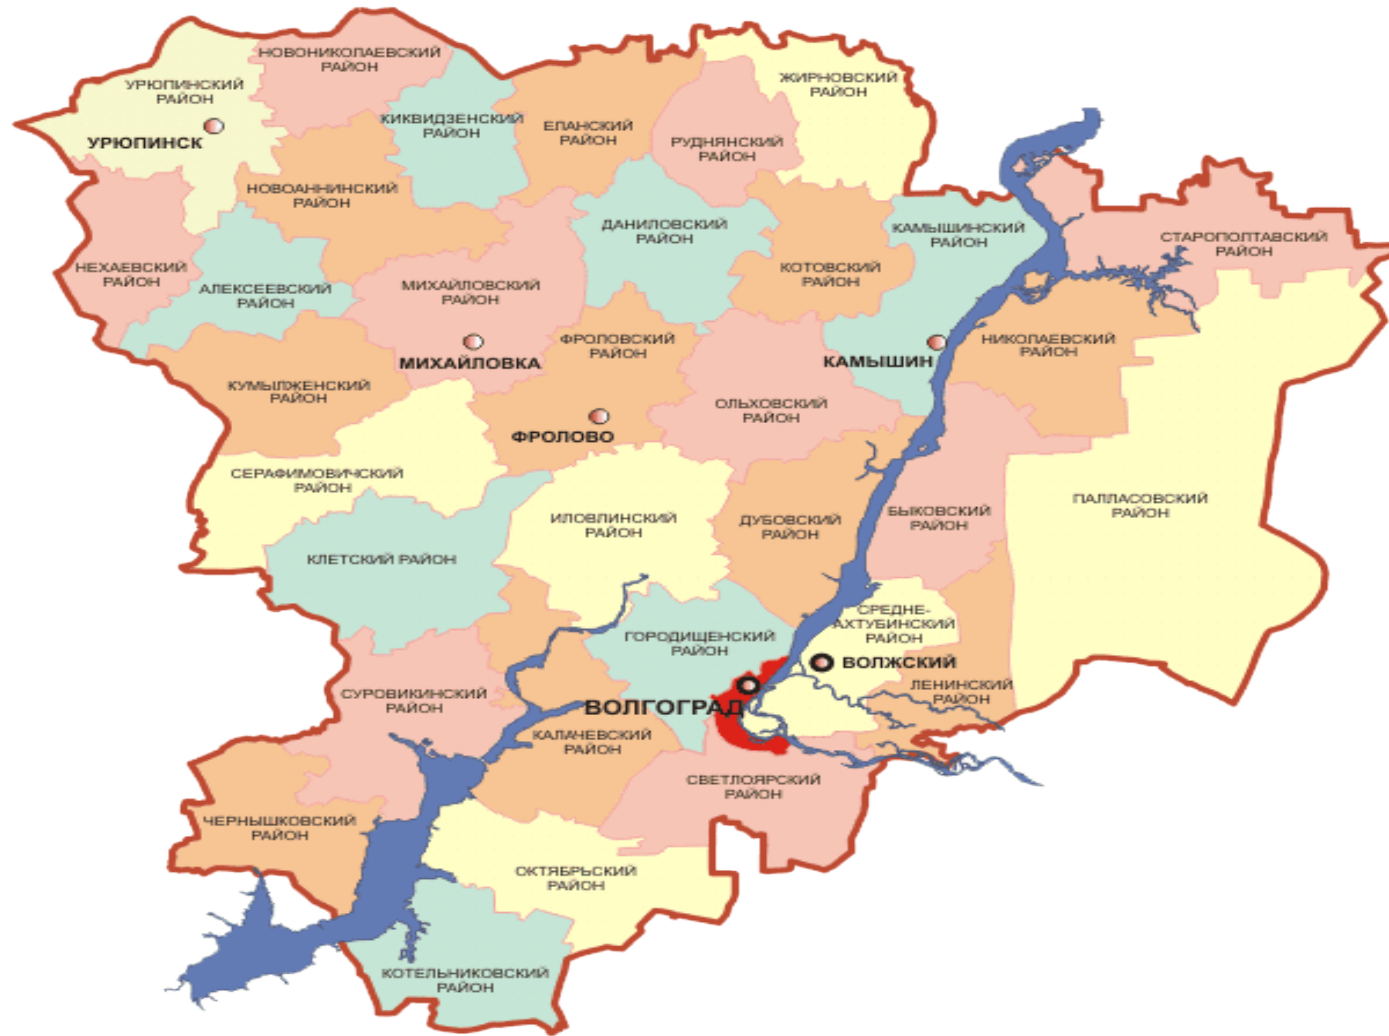 НОВОНИКОЛАЕВСКИЙ
РАЙОН
ЖИРНОВСКИЙ
РАЙОН
УРЮПИНСКИЙ
РАЙОН
УРЮПИНСК
КИКВИДЗЕНСКИЙ
РАЙОН
ЕЛАНСКИЙ
РАЙОН
РУДНЯНСКИЙ
РАЙОН
НОВОАННИНСКИЙ
РАЙОН
ДАНИЛОВСКИЙ
РАЙОН
КАМЫШИНСКИЙ
РАЙОН
СТАРОПОЛТАВСКИЙ
РАЙОН
НЕХАЕВСКИЙ
РАЙОН
АЛЕКСЕЕВСКИЙ
РАЙОН
МИХАЙЛОВСКИЙ
РАЙОН
КОТОВСКИЙ
РАЙОН
МИХАЙЛОВКА
ФРОЛОВСКИЙ
РАЙОН
КАМЫШИН
НИКОЛАЕВСКИЙ
РАЙОН
КУМЫЛЖЕНСКИЙ
РАЙОН
ОЛЬХОВСКИЙ
РАЙОН
ФРОЛОВО
СЕРАФИМОВИЧСКИЙ
РАЙОН
ИЛОВЛИНСКИЙ
РАЙОН
ДУБОВСКИЙ
РАЙОН
БЫКОВСКИЙ
РАЙОН
ПАЛЛАСОВСКИЙ
РАЙОН
КЛЕТСКИЙ РАЙОН
СРЕДНЕ-
АХТУБИНСКИЙ
РАЙОН
ГОРОДИЩЕНСКИЙ
РАЙОН
ВОЛЖСКИЙ
ЛЕНИНСКИЙ
РАЙОН
СУРОВИКИНСКИЙ
РАЙОН
ВОЛГОГРАД
КАЛАЧЕВСКИЙ
РАЙОН
СВЕТЛОЯРСКИЙ
РАЙОН
ЧЕРНЫШКОВСКИЙ
РАЙОН
ОКТЯБРЬСКИЙ
РАЙОН
КОТЕЛЬНИКОВСКИЙ
РАЙОН